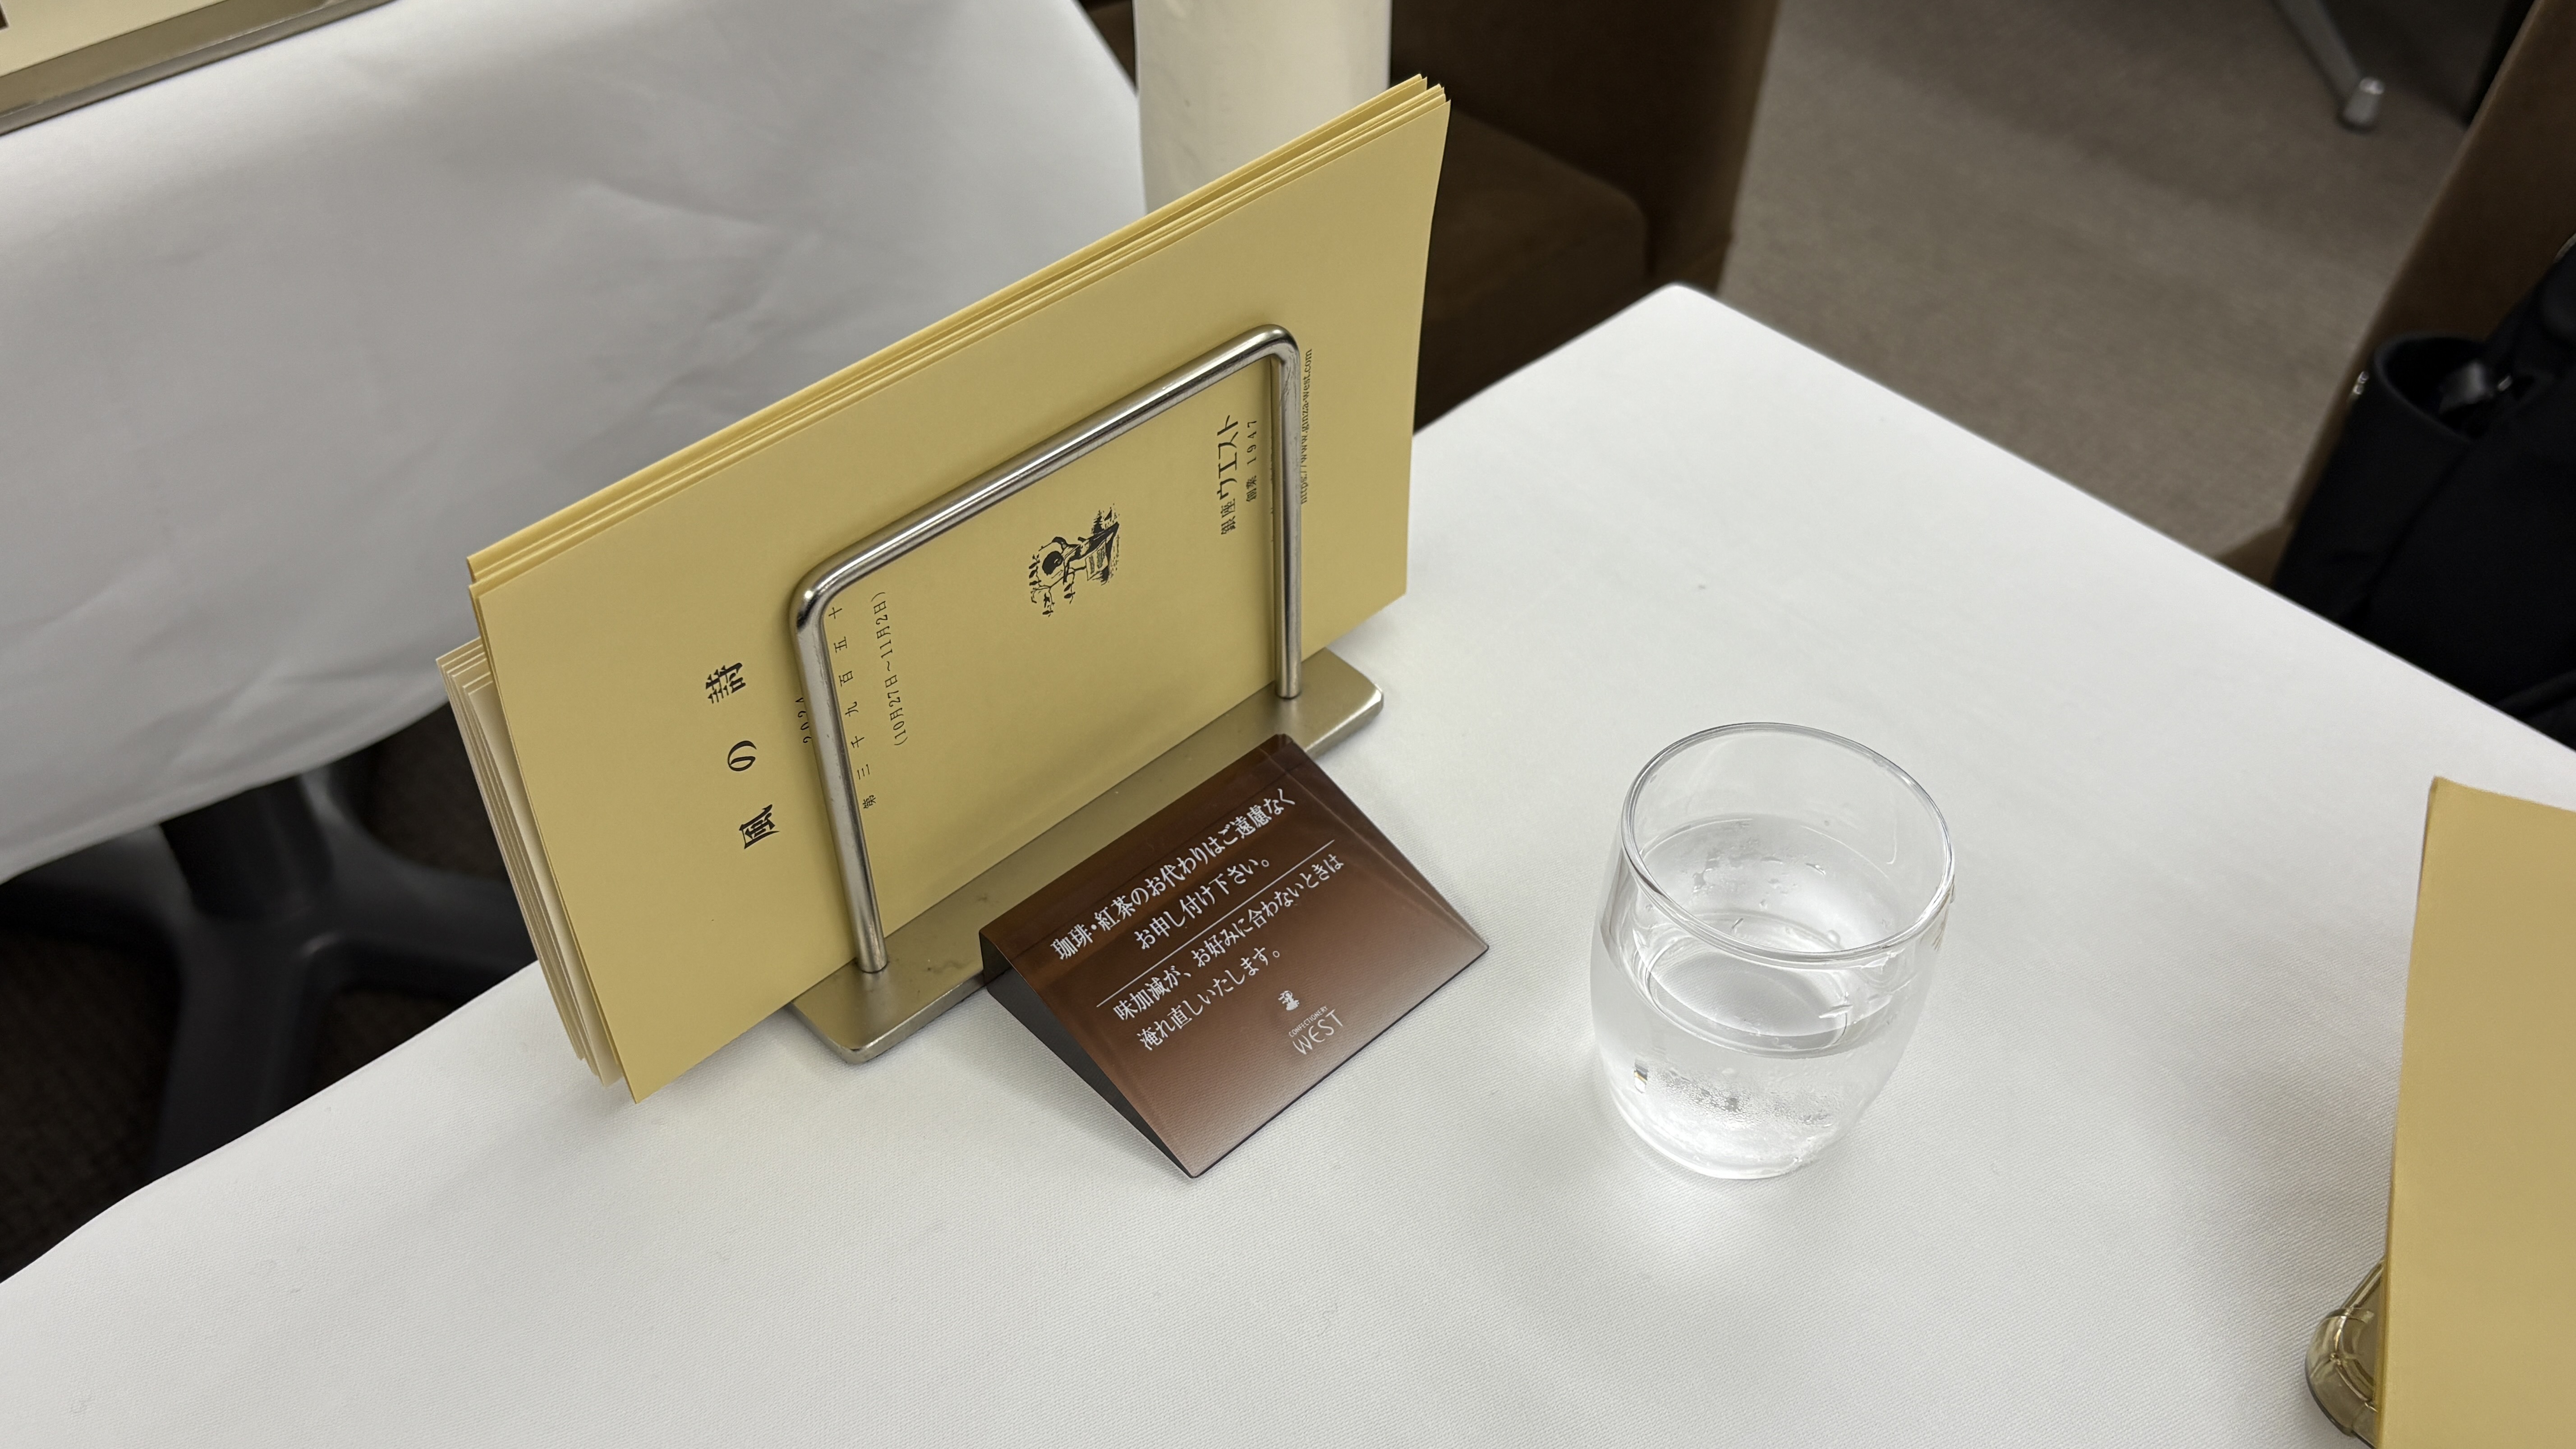 風の詩
2024
第三千九百五十
(10月27日~11月2日)
銀座ウエスト
創業 1947
https://www.ginza-west.com
珈琲・紅茶のお代わりはご遠慮なく
お申し付け下さい。
味加減が、お好みに合わないときは
淹れ直しいたします。
CONFECTIONERY
WEST